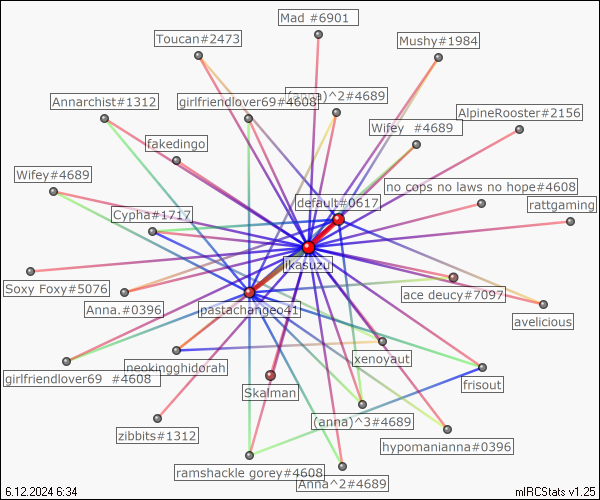 Mad #6901
Toucan#2473
Mushy#1984
Annarchist#1312
girlfriendlover69#4608
(anna)^2#4689
AlpineRooster#2156
fakedingo
Wifey #4689
Wifey#4689
no cops no laws no hope#4608
default#0617
rattgaming
Cypha#1717
ikasuzu
Soxy Foxy#5076
Anna.#0396
pastachangeo41
ace deucy#7097
avelicious
neokingghidorah
xenoyaut
girlfriendlover69 #4608
Skalman
frisout
(anna)^3#4689
zibbits#1312
hypomanianna#0396
ramshackle gorey#4608
Anna^2#4689
6.12.2024 6:34
mIRCStats v1.25